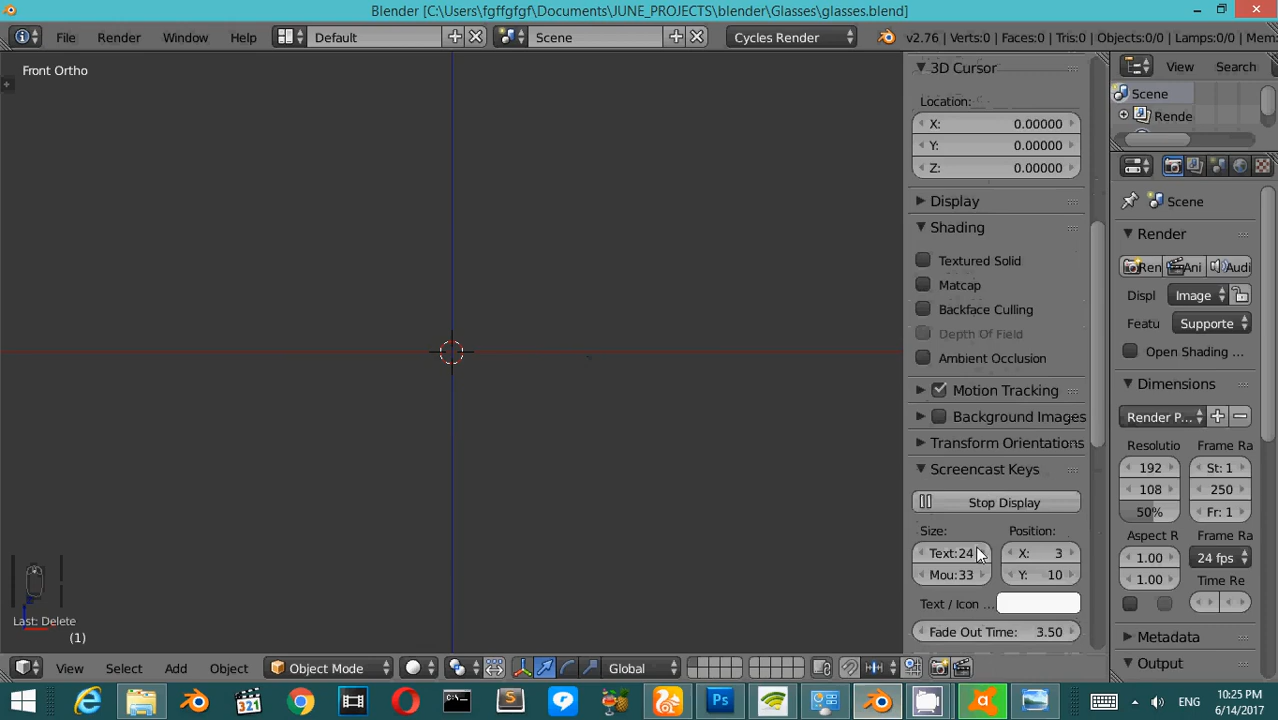 Blender [C:\Users\fgffgfgf\Documents\JUNE_PROJECTS\blender\Glasses\glasses.blend]
File Render Window Help Default Scene Cycles Render v2.76 | Verts:0 | Faces:0 | Tris:0 | Objects:0/0 | Lamps:0/0 | Mem:
Front Ortho
3D Cursor
Location:
X: 0.00000
Y: 0.00000
Z: 0.00000
Display
Shading
Textured Solid
Matcap
Backface Culling
Depth Of Field
Ambient Occlusion
Motion Tracking
Background Images
Transform Orientations
Screencast Keys
Stop Display
Size: Position:
Text:24 X: 3
Mou:33 Y: 10
Text / Icon ...
Fade Out Time: 3.50
View Search
Scene
Rende
Scene
Render
Ren Ani Audi
Displ Image
Featu Supporte
Open Shading ...
Dimensions
Render P...
Resolutio Frame Ra
192 St: 1
108 250
50% Fr: 1
Aspect R Frame Ra
1.00 24 fps
1.00 Time Re
Metadata
Output
Last: Delete
(1)
View Select Add Object Object Mode Global
321 Ps ENG 10:25 PM
6/14/2017